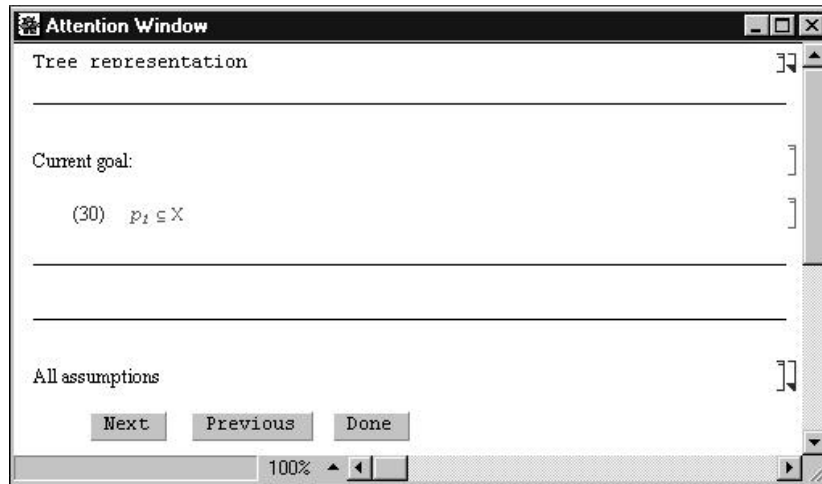 Attention Window
Tree representation
Current goal:
(30) p₁ ⊆ X
All assumptions
Next Previous Done
100%